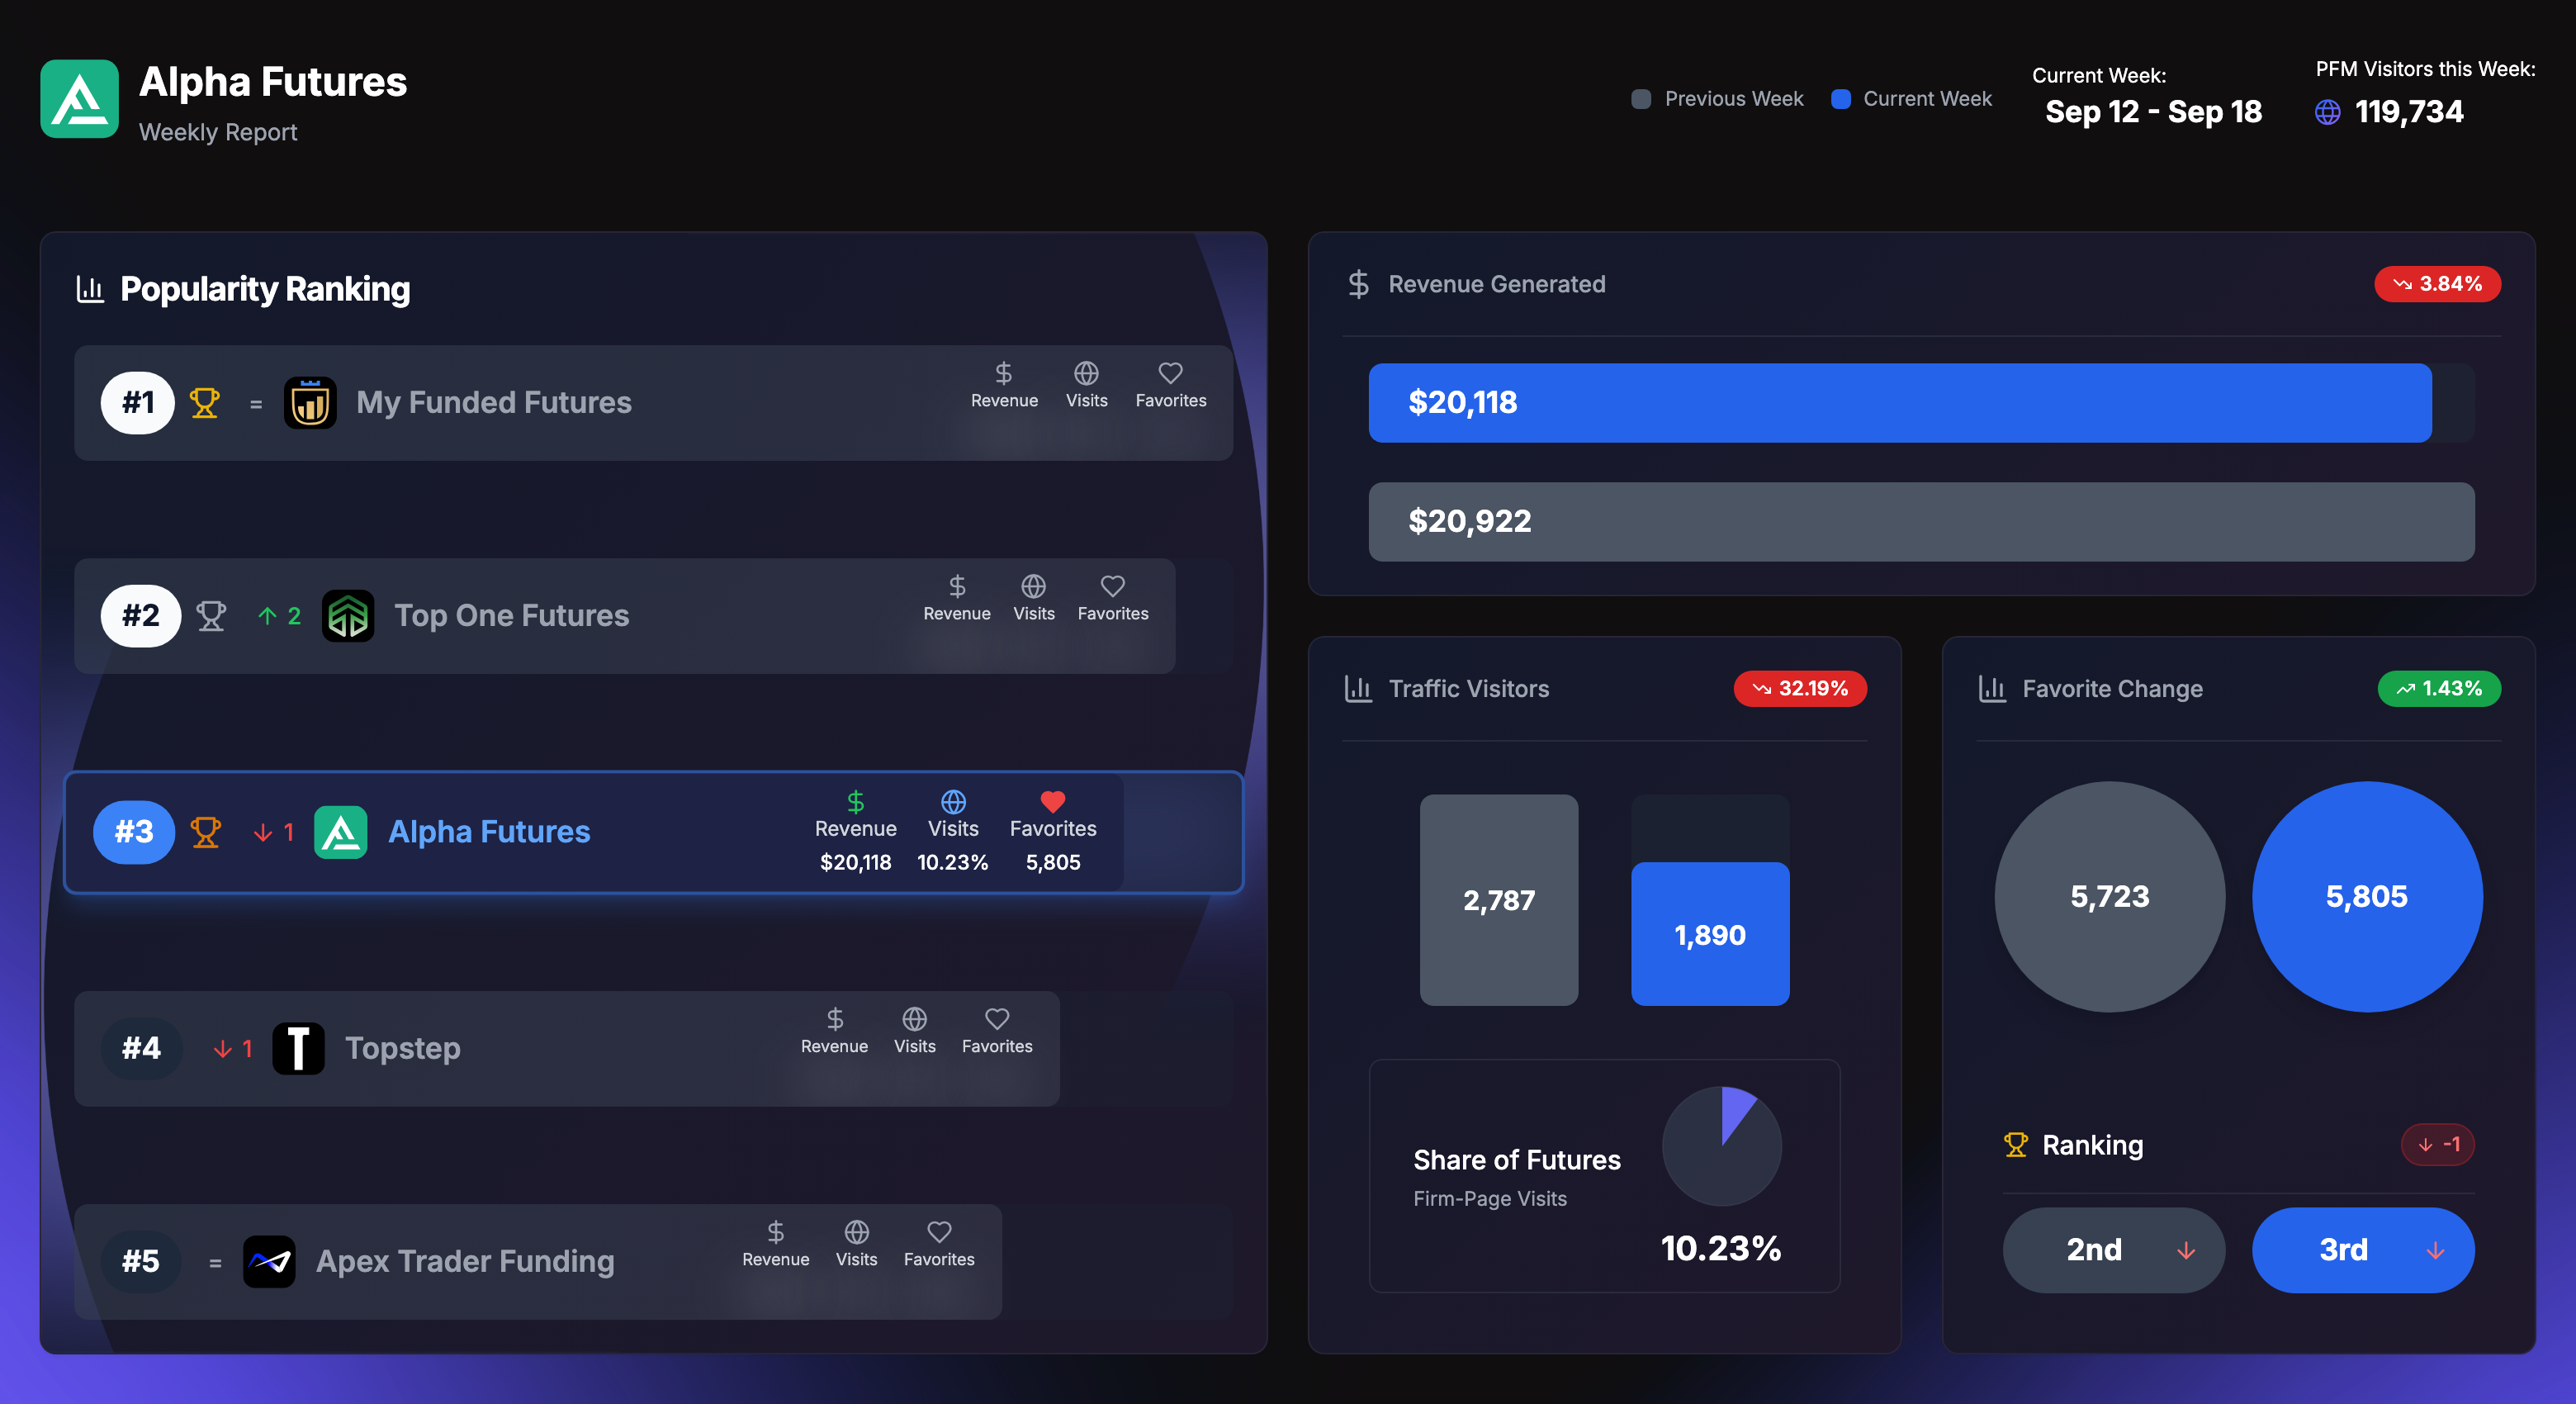 Alpha Futures
Weekly Report
Previous Week
Current Week
Current Week:
Sep 12 - Sep 18
PFM Visitors this Week:
119,734
Popularity Ranking
#1 = My Funded Futures
Revenue Visits Favorites
#2 2 Top One Futures
Revenue Visits Favorites
#3 1 Alpha Futures
Revenue Visits Favorites
$20,118 10.23% 5,805
#4 1 T Topstep
Revenue Visits Favorites
#5 = Apex Trader Funding
Revenue Visits Favorites
$ Revenue Generated
3.84%
$20,118
$20,922
Traffic Visitors
32.19%
2,787
1,890
Share of Futures
Firm-Page Visits
10.23%
Favorite Change
1.43%
5,723
5,805
Ranking
-1
2nd
3rd